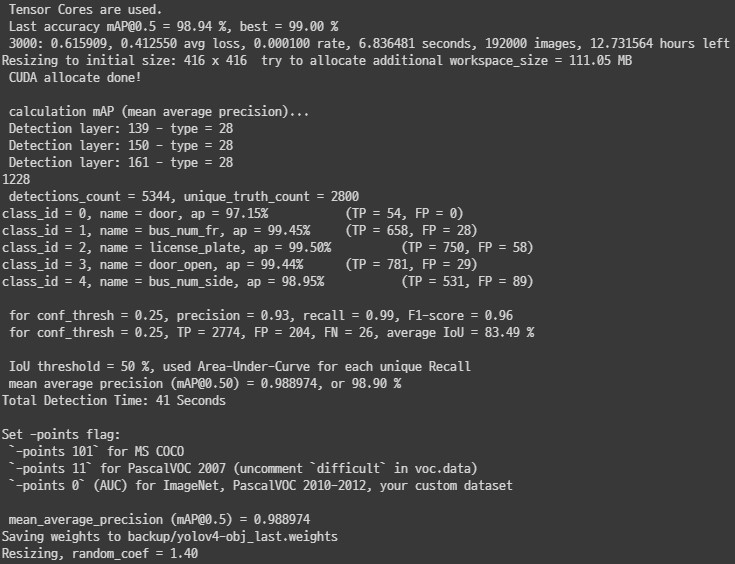 Tensor Cores are used.
Last accuracy mAP@0.5 = 98.94 %, best = 99.00 %
3000: 0.615909, 0.412550 avg loss, 0.000100 rate, 6.836481 seconds, 192000 images, 12.731564 hours left
Resizing to initial size: 416 x 416  try to allocate additional workspace_size = 111.05 MB
CUDA allocate done!
calculation mAP (mean average precision)...
Detection layer: 139 - type = 28
Detection layer: 150 - type = 28
Detection layer: 161 - type = 28
1228
detections_count = 5344, unique_truth_count = 2800
class_id = 0, name = door, ap = 97.15%          (TP = 54, FP = 0)
class_id = 1, name = bus_num_fr, ap = 99.45%    (TP = 658, FP = 28)
class_id = 2, name = license_plate, ap = 99.50%         (TP = 750, FP = 58)
class_id = 3, name = door_open, ap = 99.44%     (TP = 781, FP = 29)
class_id = 4, name = bus_num_side, ap = 98.95%          (TP = 531, FP = 89)
for conf_thresh = 0.25, precision = 0.93, recall = 0.99, F1-score = 0.96
for conf_thresh = 0.25, TP = 2774, FP = 204, FN = 26, average IoU = 83.49 %
IoU threshold = 50 %, used Area-Under-Curve for each unique Recall
mean average precision (mAP@0.50) = 0.988974, or 98.90 %
Total Detection Time: 41 Seconds
Set -points flag:
`-points 101` for MS COCO
`-points 11` for PascalVOC 2007 (uncomment `difficult` in voc.data)
`-points 0` (AUC) for ImageNet, PascalVOC 2010-2012, your custom dataset
mean_average_precision (mAP@0.5) = 0.988974
Saving weights to backup/yolov4-obj_last.weights
Resizing, random_coef = 1.40